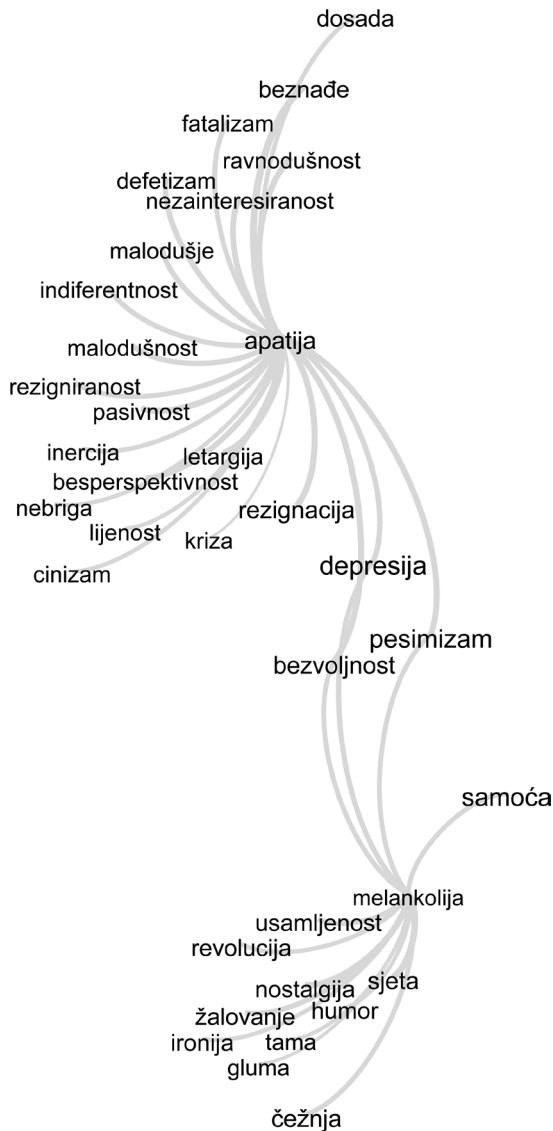 dosada
beznađe
fatalizam
ravnodušnost
defetizam
nezainteresiranost
malodušje
indiferentnost
apatija
malodušnost
rezigniranost
pasivnost
inercija
letargija
besperspektivnost
nebriga
rezignacija
lijenost
kriza
depresija
cinizam
pesimizam
bezvoljnost
samoća
melankolija
usamljenost
revolucija
sjeta
nostalgija
humor
žalovanje
ironija
tama
gluma
čežnja